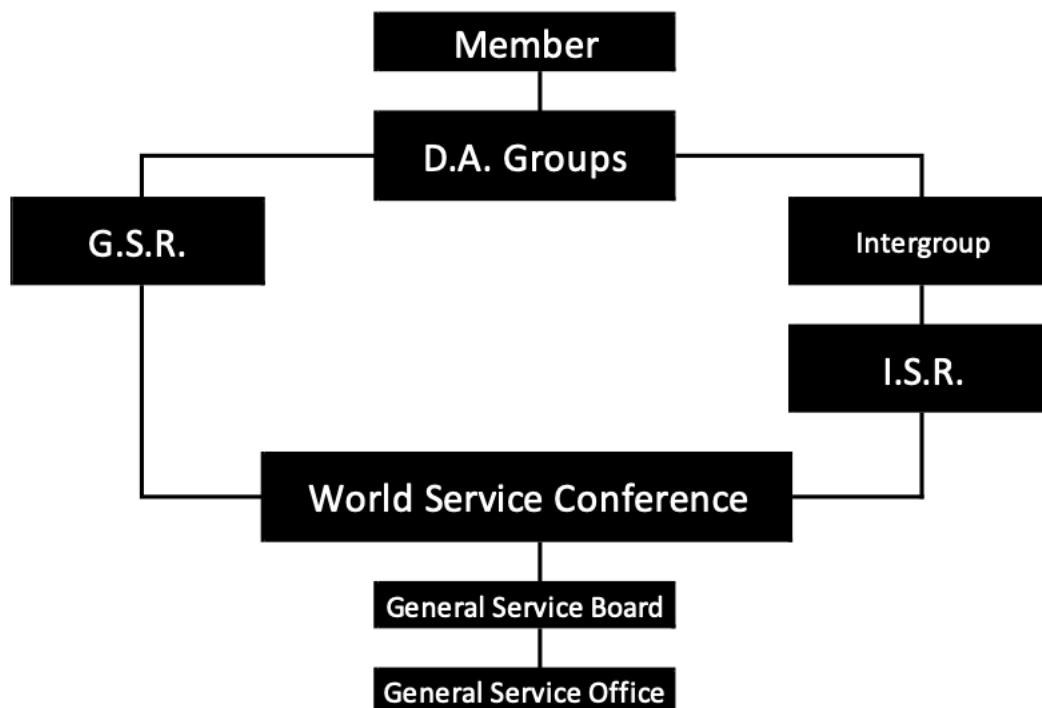 Member
D.A. Groups
G.S.R.
Intergroup
I.S.R.
World Service Conference
General Service Board
General Service Office